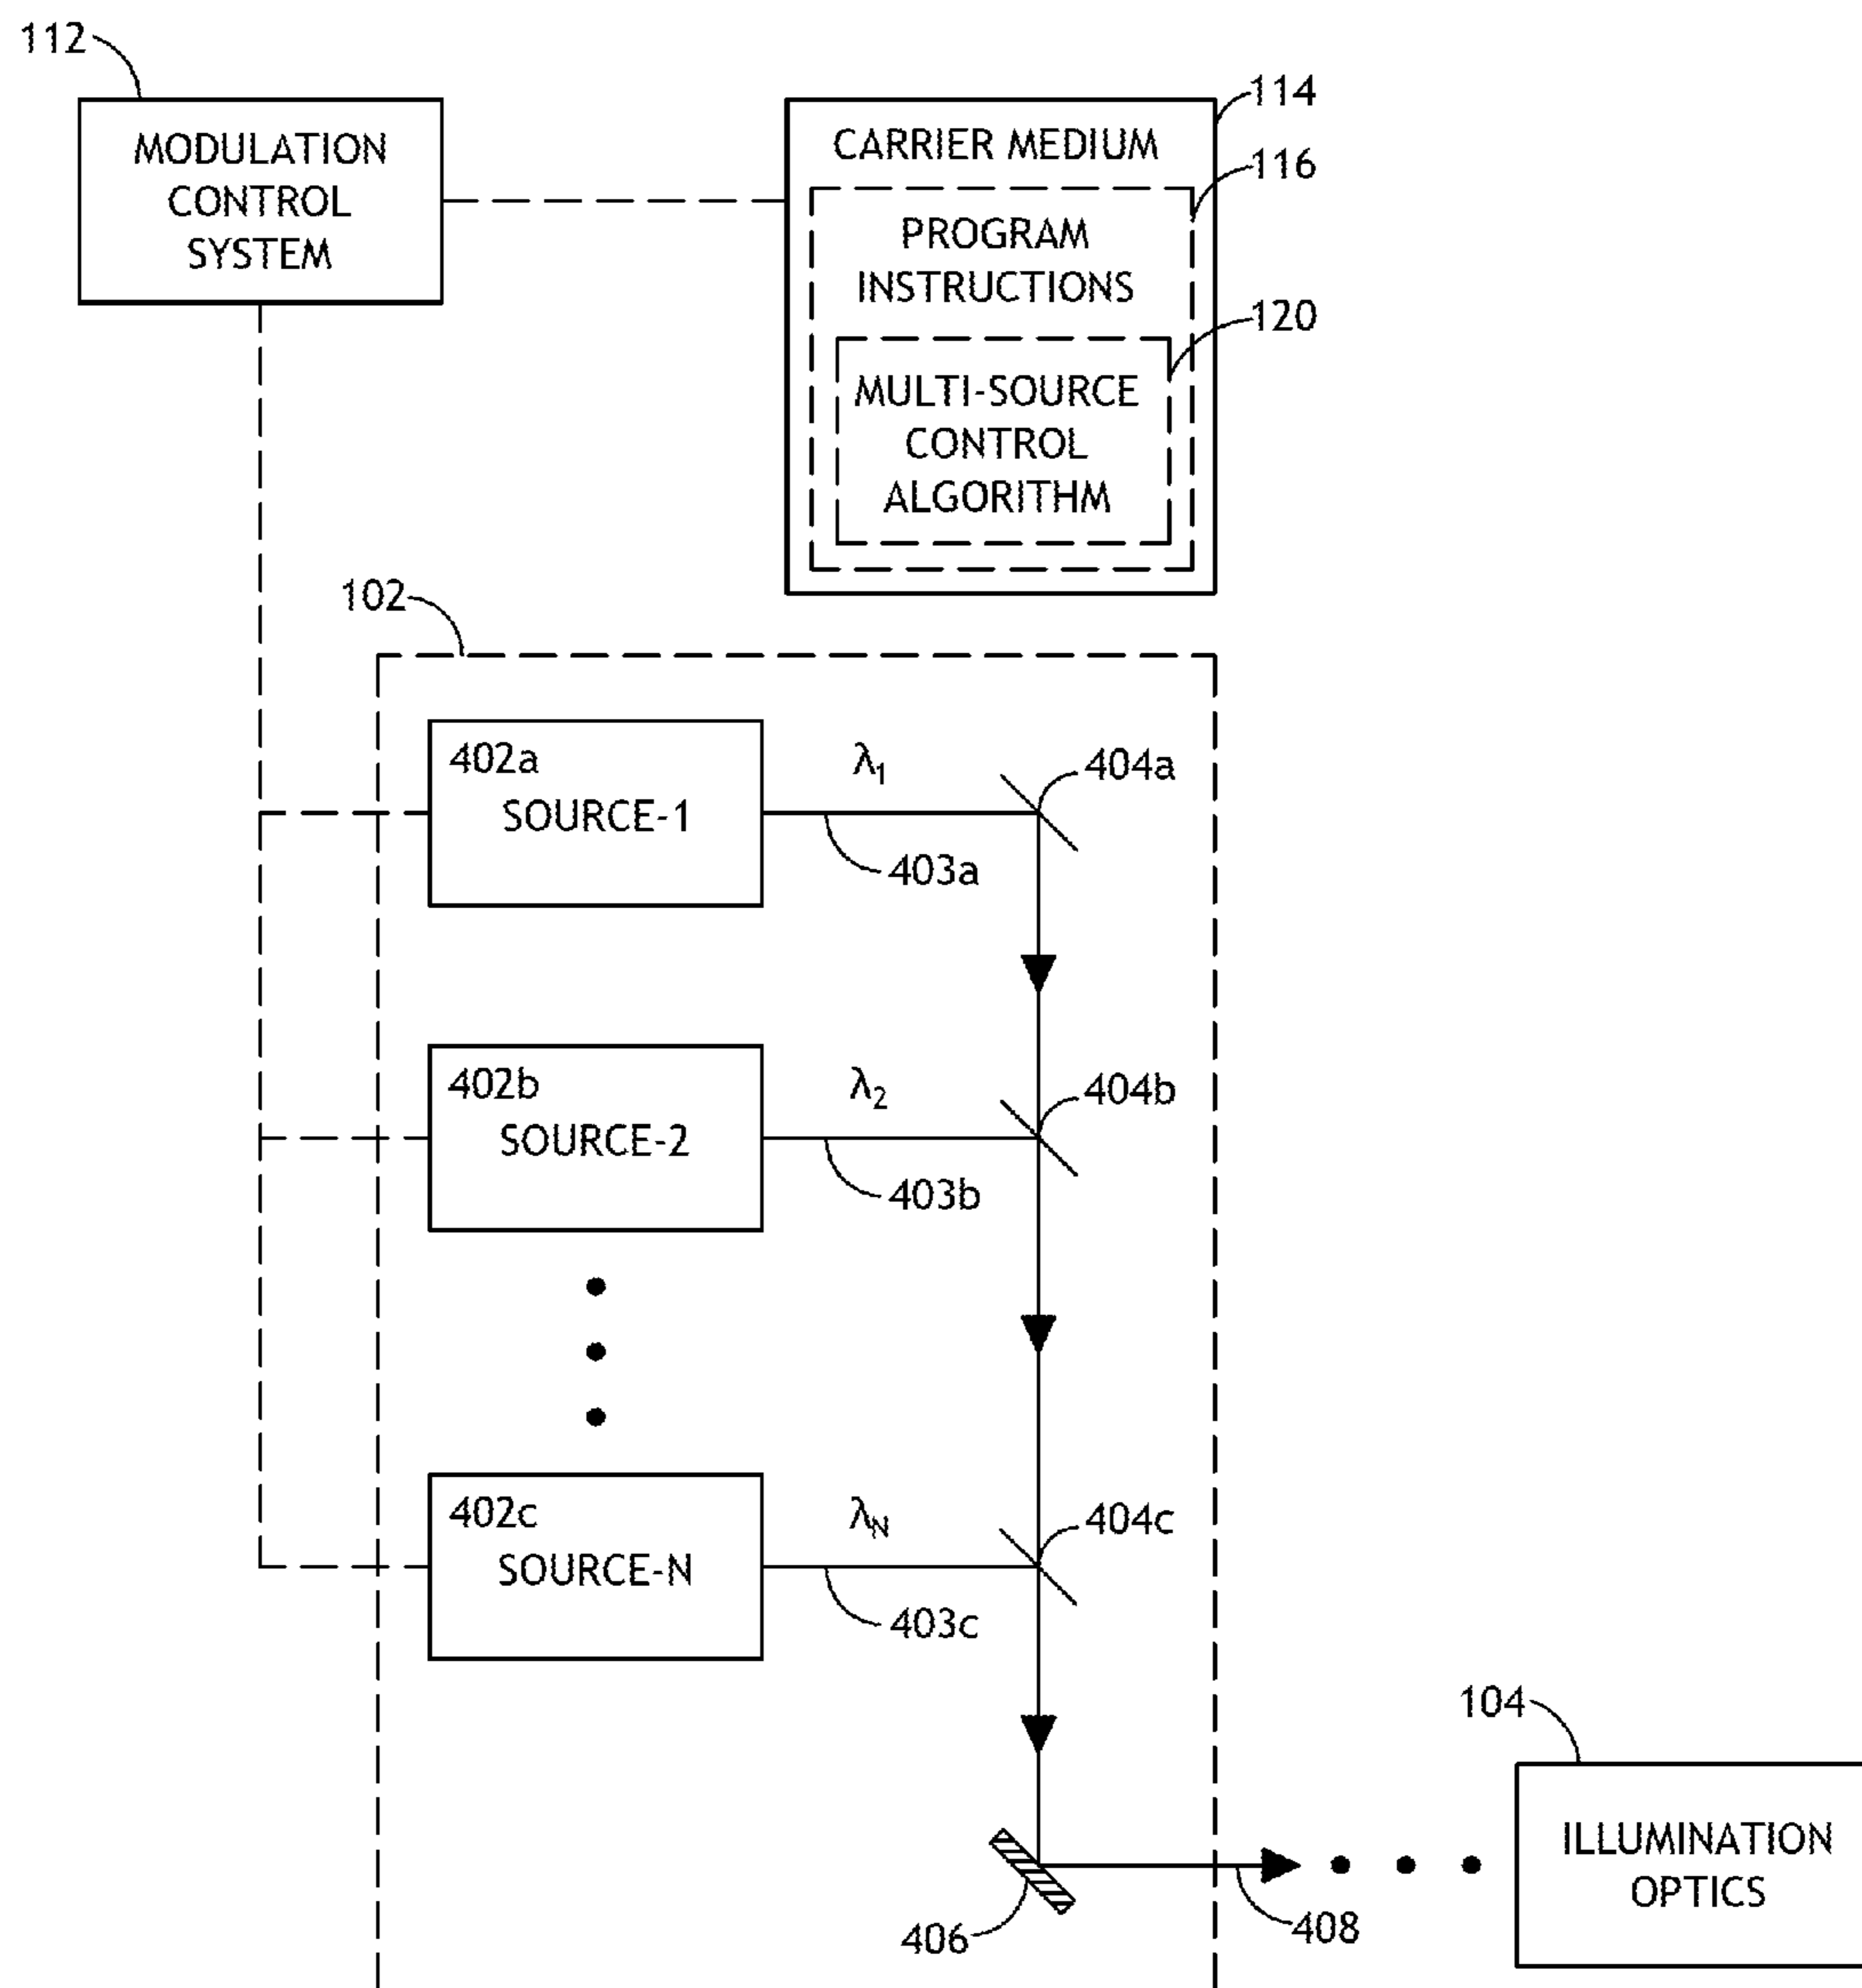 112
MODULATION
CONTROL
SYSTEM
114
CARRIER MEDIUM
116
PROGRAM
INSTRUCTIONS
120
MULTI-SOURCE
CONTROL
ALGORITHM
102
402a
SOURCE-1
λ1
404a
403a
402b
SOURCE-2
λ2
404b
403b
402c
SOURCE-N
λN
404c
403c
104
ILLUMINATION
OPTICS
406
408